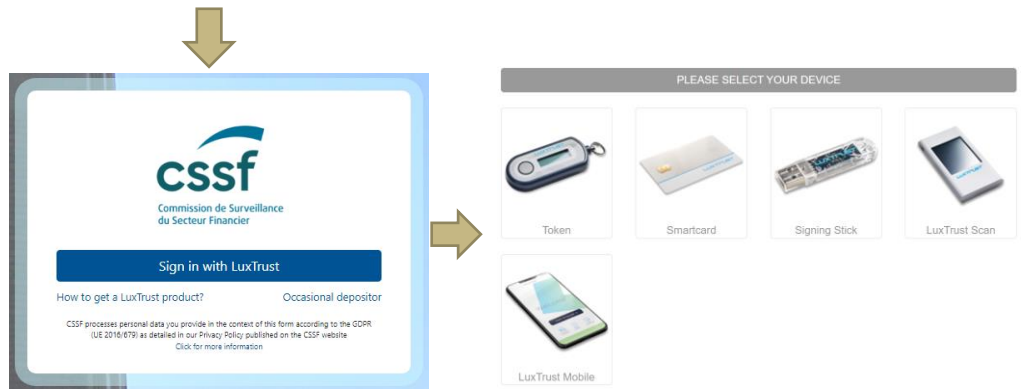 cssf
Commission de Surveillance
du Secteur Financier
Sign in with LuxTrust
How to get a LuxTrust product?
Occasional depositor
CSSF processes personal data you provide in the context of this form according to the GDPR
(UE 2016/679) as detailed in our Privacy Policy published on the CSSF website
Click for more information
PLEASE SELECT YOUR DEVICE
Token
Smartcard
Signing Stick
LuxTrust Scan
LuxTrust Mobile